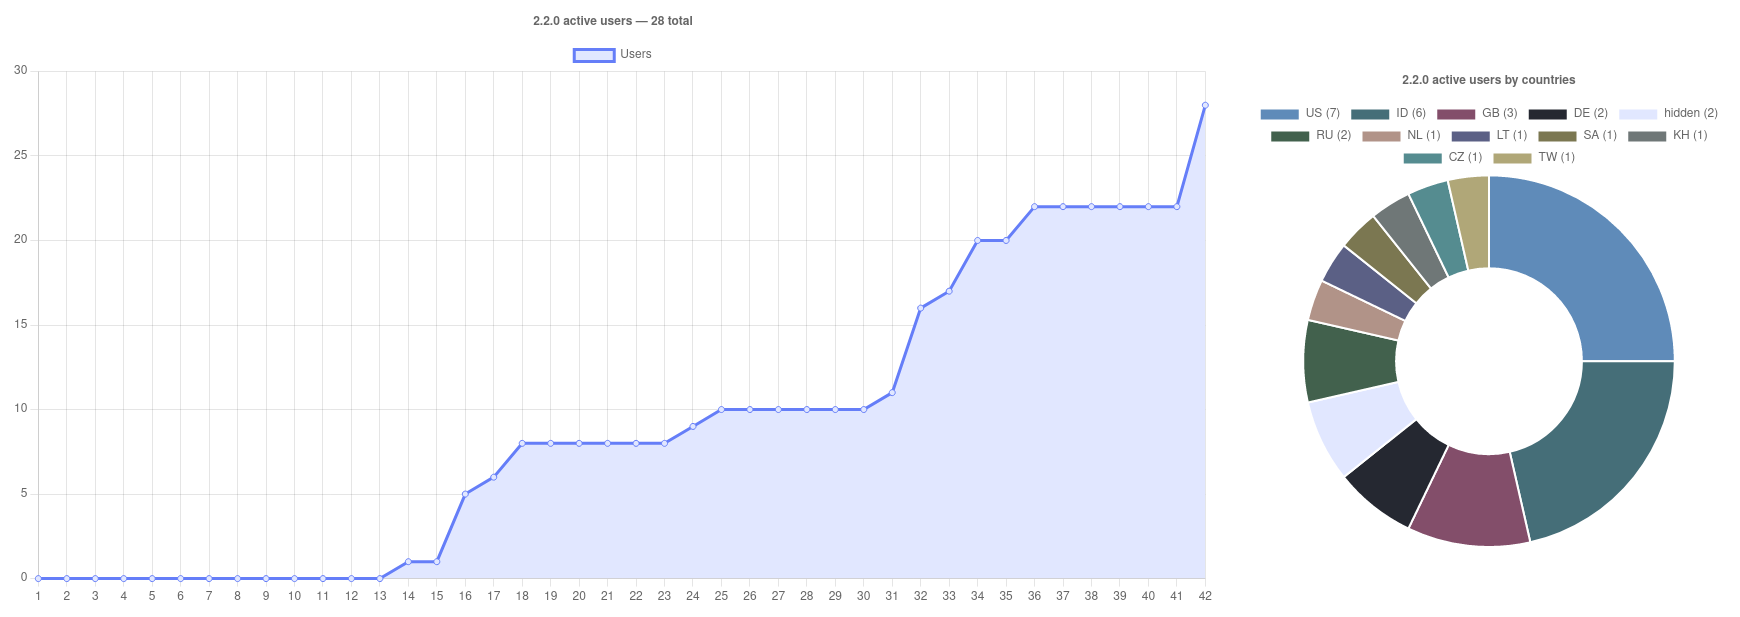 2.2.0 active users — 28 total
Users
30
25
20
15
10
5
0
1 2 3 4 5 6 7 8 9 10 11 12 13 14 15 16 17 18 19 20 21 22 23 24 25 26 27 28 29 30 31 32 33 34 35 36 37 38 39 40 41 42
2.2.0 active users by countries
US (7) ID (6) GB (3) DE (2) hidden (2)
RU (2) NL (1) LT (1) SA (1) KH (1)
CZ (1) TW (1)